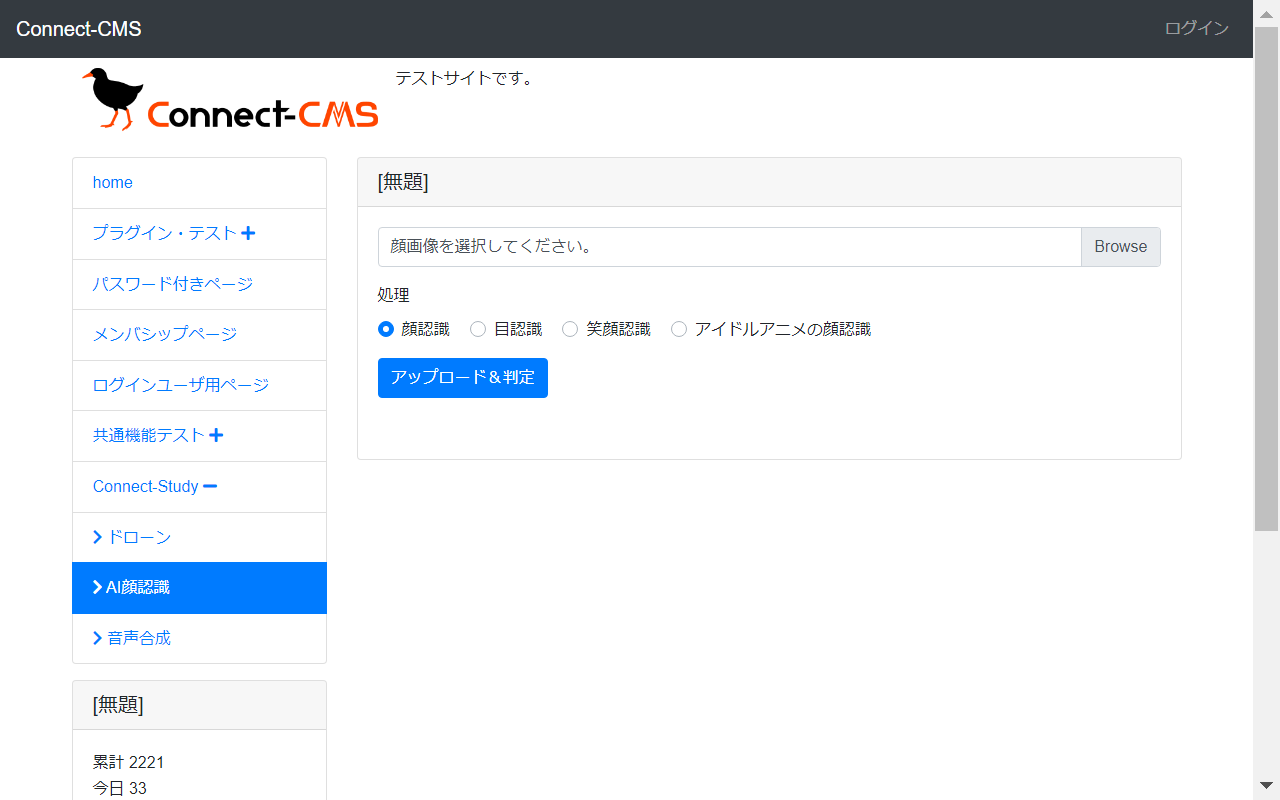 Connect-CMS
ログイン
Connect-CMS
テストサイトです。
home
プラグイン・テスト
パスワード付きページ
メンバシップページ
ログインユーザ用ページ
共通機能テスト
Connect-Study
ドローン
AI顔認識
音声合成
[無題]
累計 2221
今日 33
[無題]
顔画像を選択してください。
Browse
処理
顔認識 目認識 笑顔認識 アイドルアニメの顔認識
アップロード＆判定